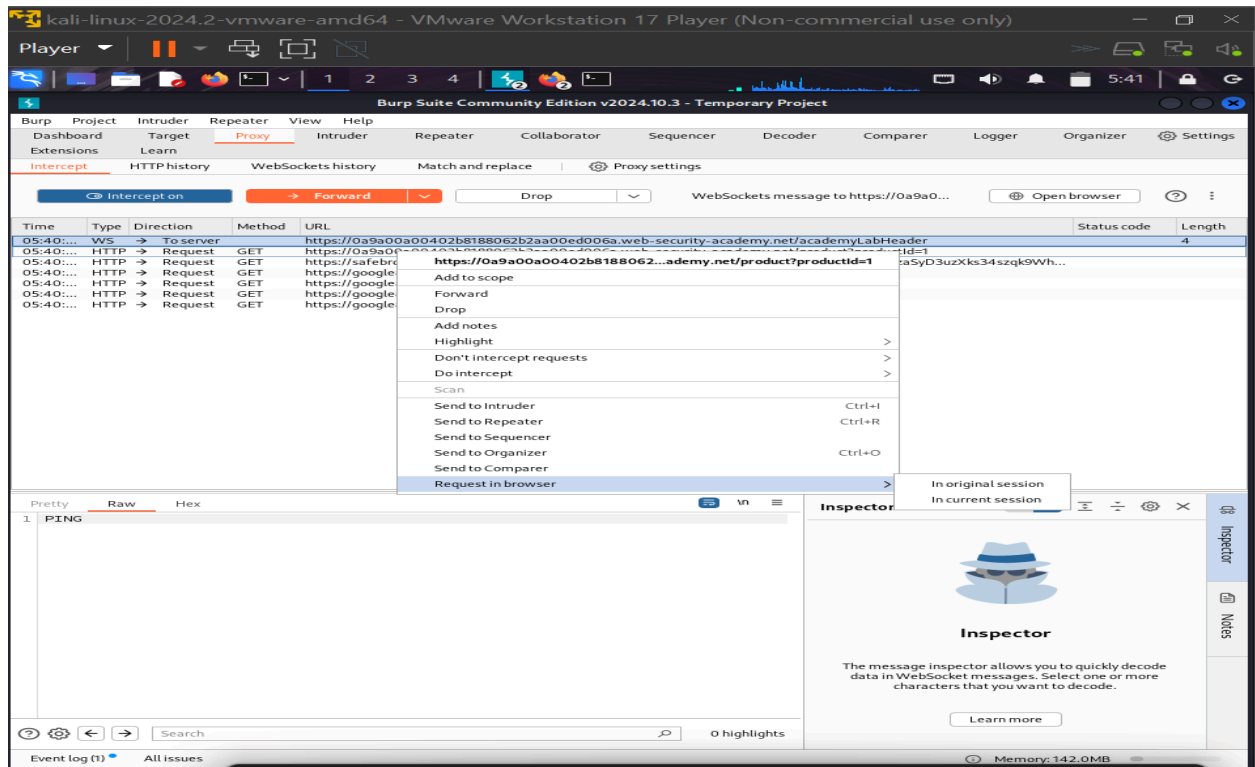 kali-linux-2024.2-vmware-amd64 - VMware Workstation 17 Player (Non-commercial use only)
Player
1 2 3 4 5:41
Burp Suite Community Edition v2024.10.3 - Temporary Project
Burp Project Intruder Repeater View Help
Dashboard Target Proxy Intruder Repeater Collaborator Sequencer Decoder Comparer Logger Organizer Settings
Extensions Learn
Intercept HTTP history WebSockets history Match and replace Proxy settings
Intercept on Forward Drop WebSockets message to https://0a9a0... Open browser
Time Type Direction Method URL Status code Length
05:40:... WS → To server https://0a9a00a00402b8188062b2aa00ed006a.web-security-academy.net/academyLabHeader 4
05:40:... HTTP → Request GET https://0a9a00a00402b8188062b2aa00ed006a.web-security-academy.net/product?productId=1
05:40:... HTTP → Request GET https://safebro zaSyD3uzXks34szqk9Wh...
05:40:... HTTP → Request GET https://google
05:40:... HTTP → Request GET https://google
05:40:... HTTP → Request GET https://google
05:40:... HTTP → Request GET https://google
https://0a9a00a00402b8188062...ademy.net/product?productId=1
Add to scope
Forward
Drop
Add notes
Highlight >
Don't intercept requests >
Do intercept >
Scan
Send to Intruder Ctrl+I
Send to Repeater Ctrl+R
Send to Sequencer
Send to Organizer Ctrl+O
Send to Comparer
Request in browser >
In original session
In current session
Pretty Raw Hex \n
1 PING
Inspector
Inspector
Notes
Inspector
The message inspector allows you to quickly decode
data in WebSocket messages. Select one or more
characters that you want to decode.
Learn more
Search 0 highlights
Event log (1) All issues Memory: 142.0MB